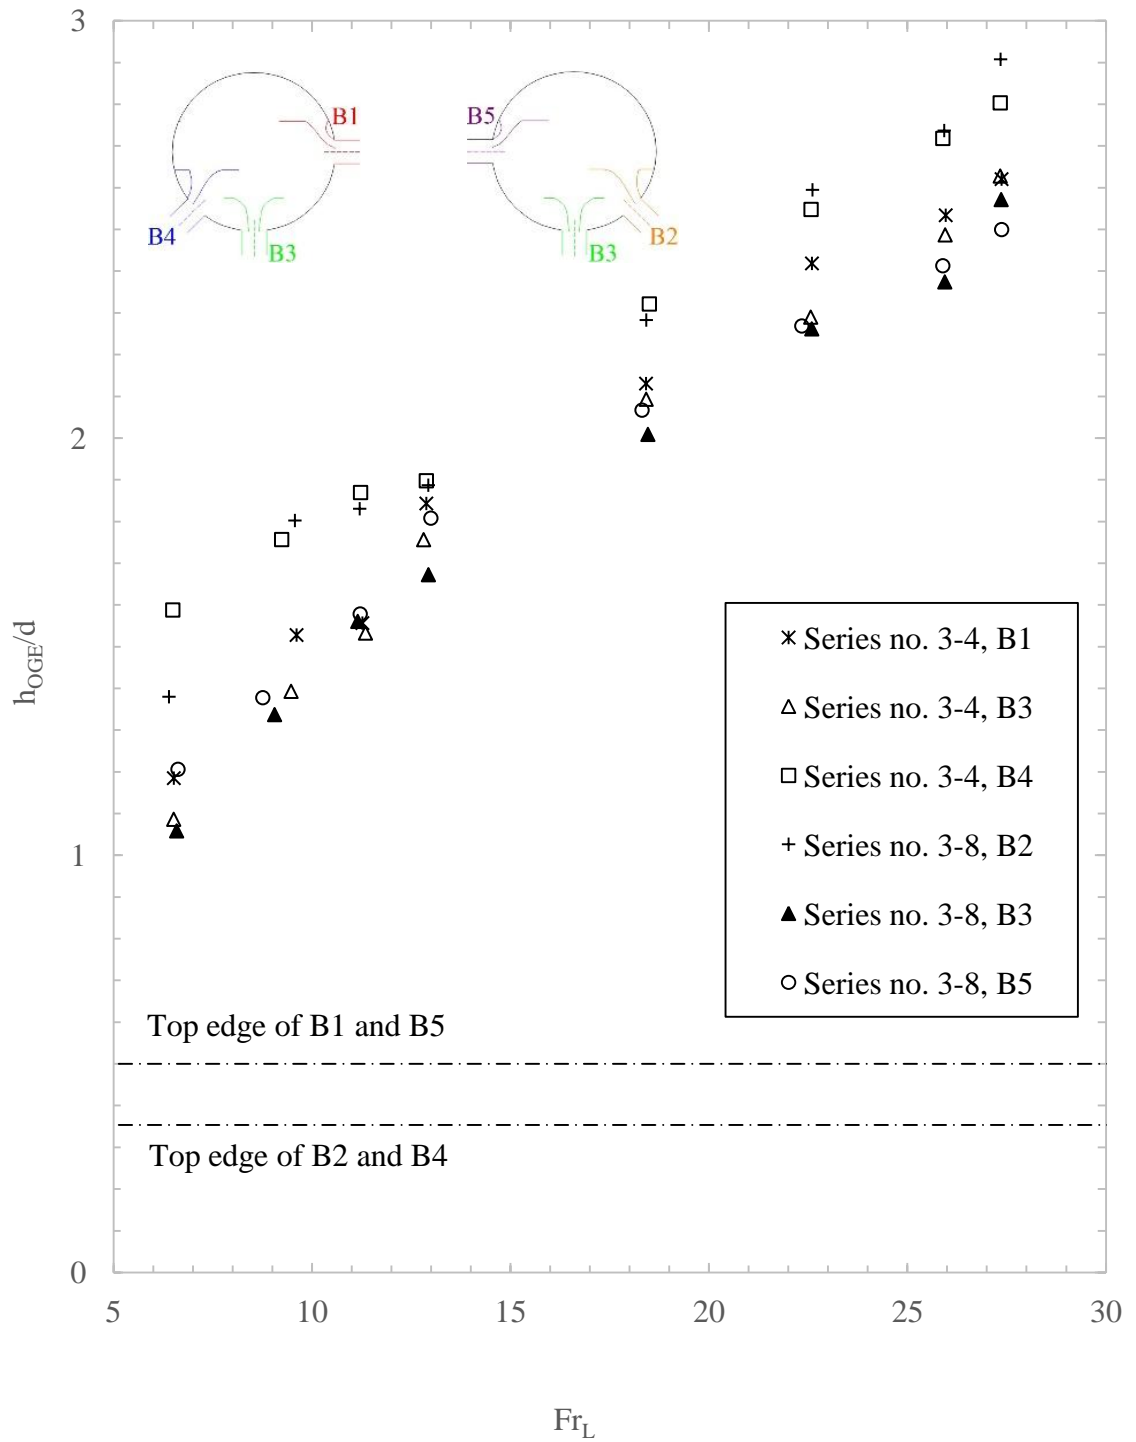 3
B1
B5
B4
B3
B3
B2
2
h_OGE/d
Series no. 3-4, B1
Series no. 3-4, B3
Series no. 3-4, B4
1
Series no. 3-8, B2
Series no. 3-8, B3
Series no. 3-8, B5
Top edge of B1 and B5
Top edge of B2 and B4
0
5 10 15 20 25 30
Fr_L